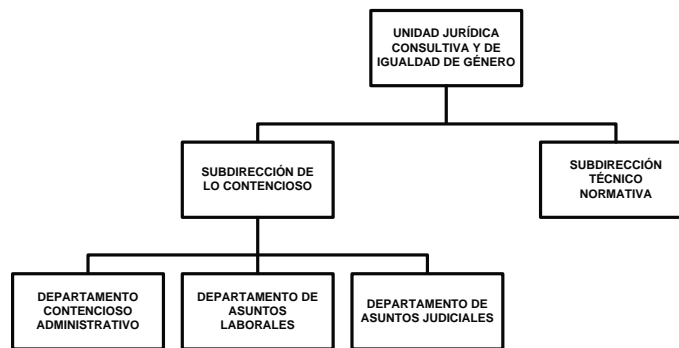 UNIDAD JURÍDICA
CONSULTIVA Y DE
IGUALDAD DE GÉNERO
SUBDIRECCIÓN DE
LO CONTENCIOSO
SUBDIRECCIÓN
TÉCNICO
NORMATIVA
DEPARTAMENTO
CONTENCIOSO
ADMINISTRATIVO
DEPARTAMENTO DE
ASUNTOS
LABORALES
DEPARTAMENTO DE
ASUNTOS JUDICIALES